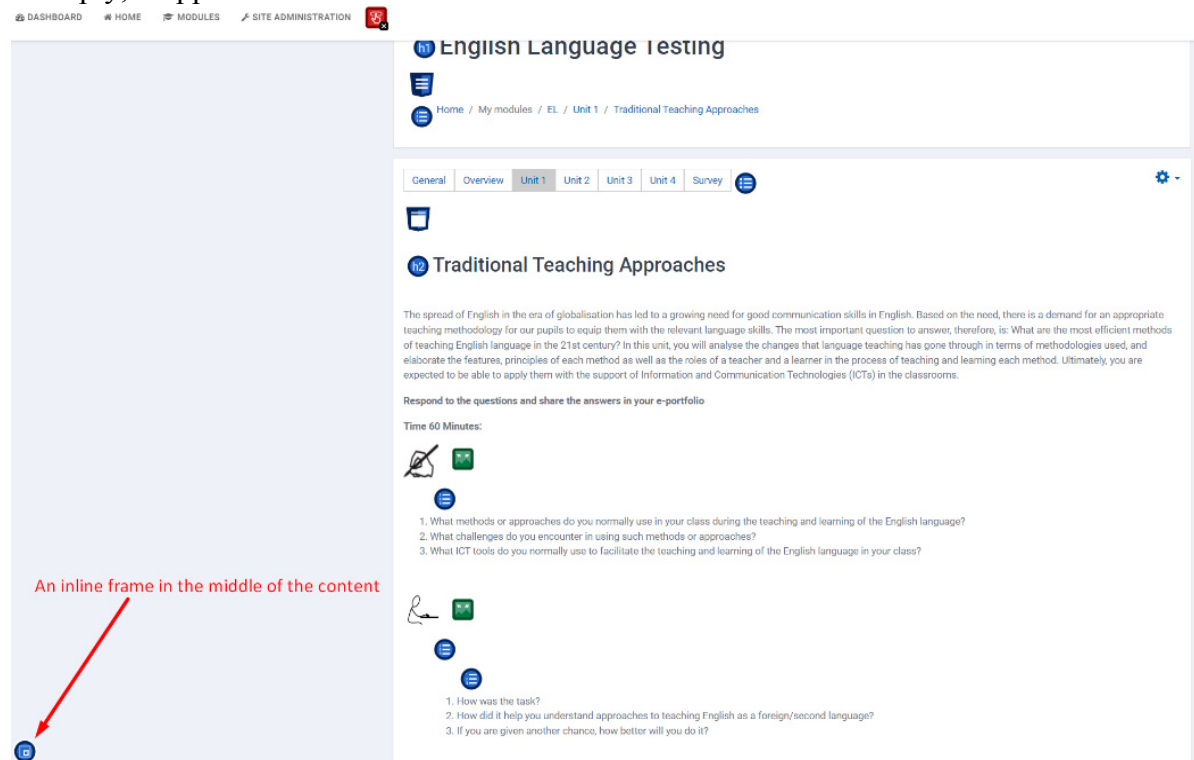 DASHBOARD HOME MODULES SITE ADMINISTRATION
h1 English Language Testing
Home / My modules / EL / Unit 1 / Traditional Teaching Approaches
General Overview Unit 1 Unit 2 Unit 3 Unit 4 Survey
h2 Traditional Teaching Approaches
The spread of English in the era of globalisation has led to a growing need for good communication skills in English. Based on the need, there is a demand for an appropriate
teaching methodology for our pupils to equip them with the relevant language skills. The most important question to answer, therefore, is: What are the most efficient methods
of teaching English language in the 21st century? In this unit, you will analyse the changes that language teaching has gone through in terms of methodologies used, and
elaborate the features, principles of each method as well as the roles of a teacher and a learner in the process of teaching and learning each method. Ultimately, you are
expected to be able to apply them with the support of Information and Communication Technologies (ICTs) in the classrooms.
Respond to the questions and share the answers in your e-portfolio
Time 60 Minutes:
1. What methods or approaches do you normally use in your class during the teaching and learning of the English language?
2. What challenges do you encounter in using such methods or approaches?
3. What ICT tools do you normally use to facilitate the teaching and learning of the English language in your class?
An inline frame in the middle of the content
1. How was the task?
2. How did it help you understand approaches to teaching English as a foreign/second language?
3. If you are given another chance, how better will you do it?